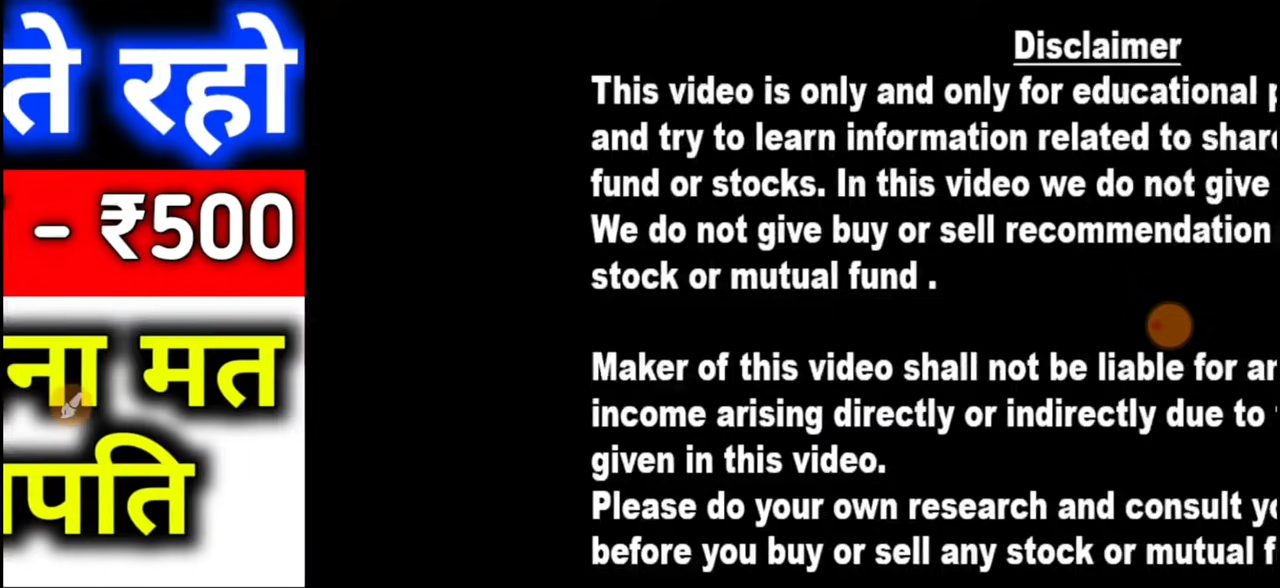 ते रहो
- ₹500
ना मत
पति
Disclaimer
This video is only and only for educational
and try to learn information related to
fund or stocks. In this video we do not give
We do not give buy or sell recommendation
stock or mutual fund .
Maker of this video shall not be liable for
income arising directly or indirectly due to
given in this video.
Please do your own research and consult
before you buy or sell any stock or mutual